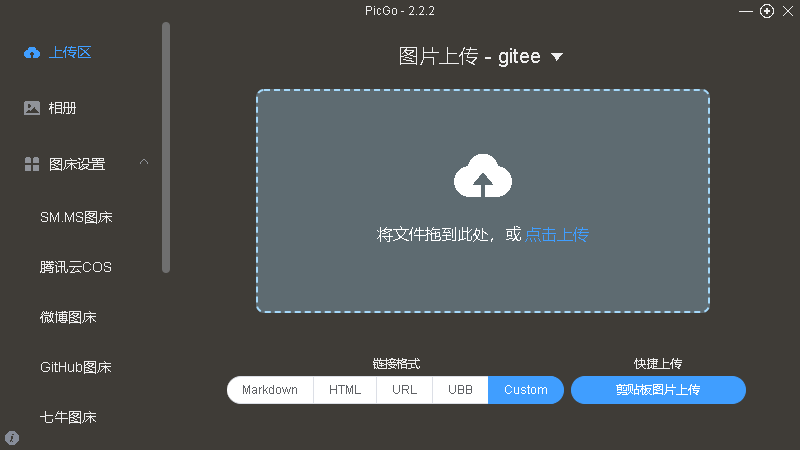 PicGo - 2.2.2
上传区
相册
图床设置
SM.MS图床
腾讯云COS
微博图床
GitHub图床
七牛图床
图片上传 - gitee
将文件拖到此处，或 点击上传
链接格式
Markdown HTML URL UBB Custom
快捷上传
剪贴板图片上传